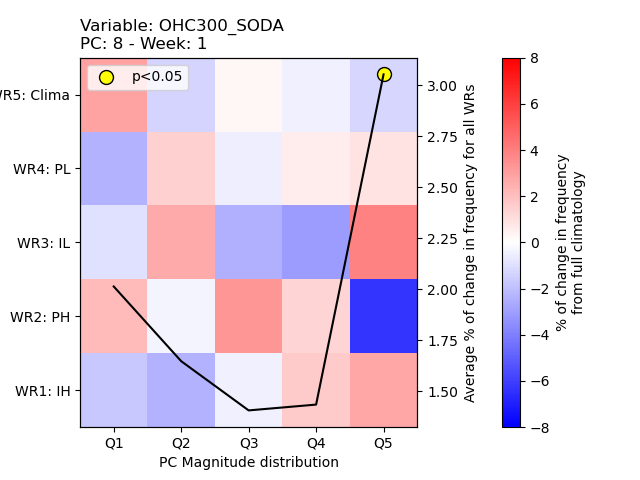 Variable: OHC300_SODA
PC: 8 - Week: 1
p<0.05
WR5: Clima
WR4: PL
WR3: IL
WR2: PH
WR1: IH
Q1 Q2 Q3 Q4 Q5
PC Magnitude distribution
3.00
2.75
2.50
2.25
2.00
1.75
1.50
Average % of change in frequency for all WRs
8
6
4
2
0
−2
−4
−6
−8
% of change in frequency
from full climatology